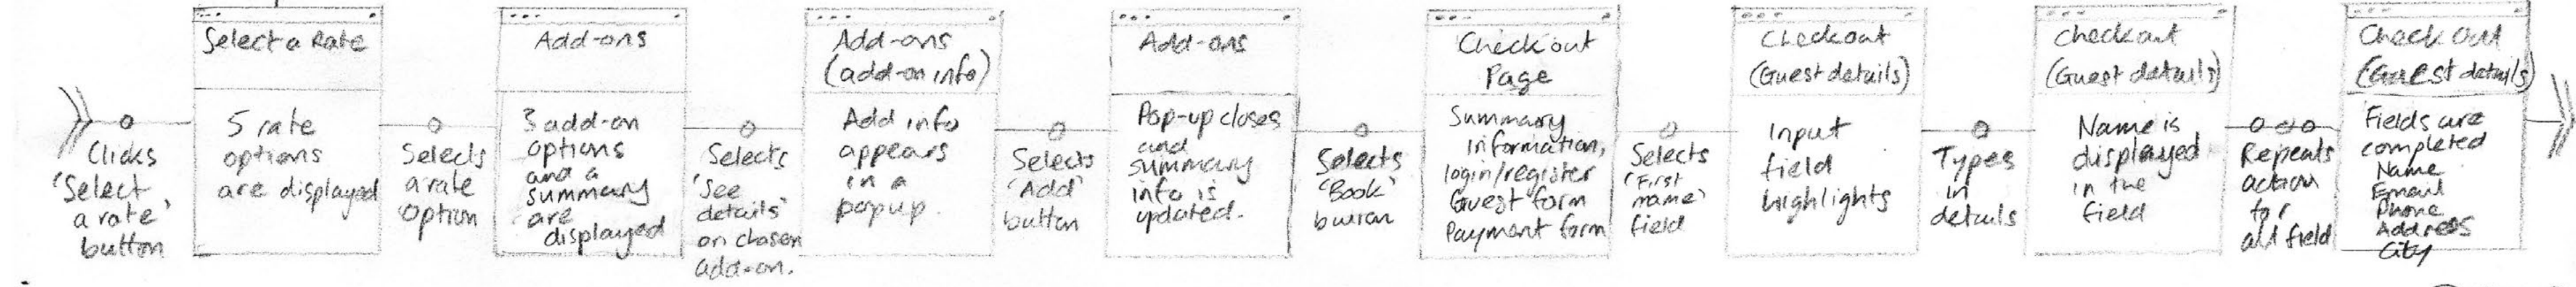 Clicks
'Select
a rate'
button
Select a Rate
5 rate
options
are displayed
Selects
a rate
option
Add-ons
3 add-on
options
and a
summary
are
displayed
Selects
'See
details'
on chosen
add-on.
Add-ons
(add-on info)
Add info
appears
in a
popup.
Selects
'Add'
button
Add-ons
Pop-up closes
and
summary
info is
updated.
Selects
'Book'
button
Check out
Page
Summary
information,
login/register
Guest form
Payment form
Selects
'First
name'
field
Checkout
(Guest details)
Input
field
highlights
Types
in
details
Checkout
(Guest details)
Name is
displayed
in the
field
Repeats
action
for
all field
Check Out
(Guest details)
Fields are
completed
Name
Email
Phone
Address
City